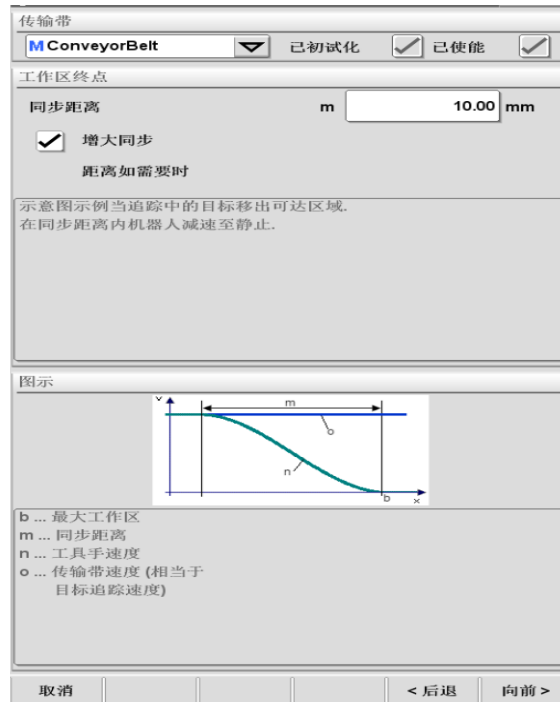 传输带
M ConveyorBelt 已初试化 已使能
工作区终点
同步距离 m 10.00 mm
增大同步
距离如需要时
示意图示例当追踪中的目标移出可达区域.
在同步距离内机器人减速至静止.
图示
v
m
o
n
b
x
b ... 最大工作区
m ... 同步距离
n ... 工具手速度
o ... 传输带速度 (相当于
目标追踪速度)
取消 < 后退 向前 >